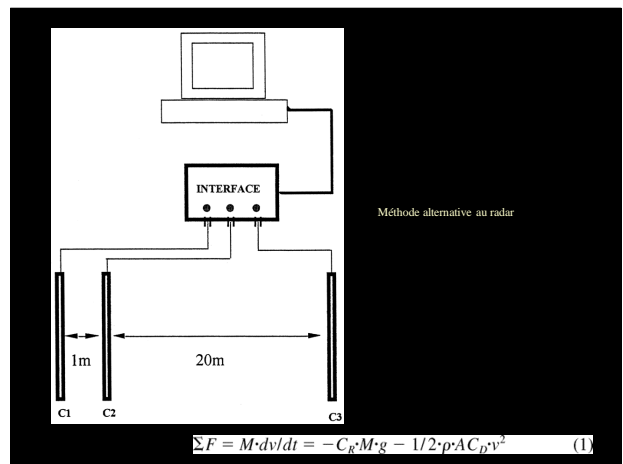 INTERFACE
Méthode alternative au radar
1m
20m
C1
C2
C3
ΣF = M·dv/dt = −C_R·M·g − 1/2·ρ·AC_D·v² (1)